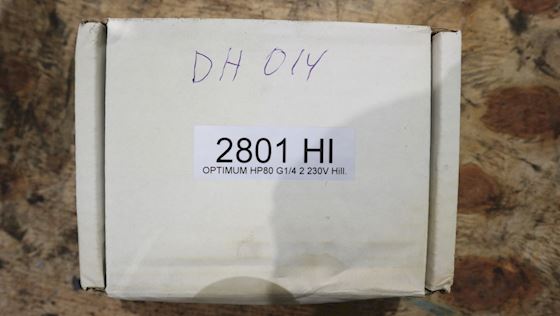 DH 014
2801 HI
OPTIMUM HP80 G1/4 2 230V Hill.